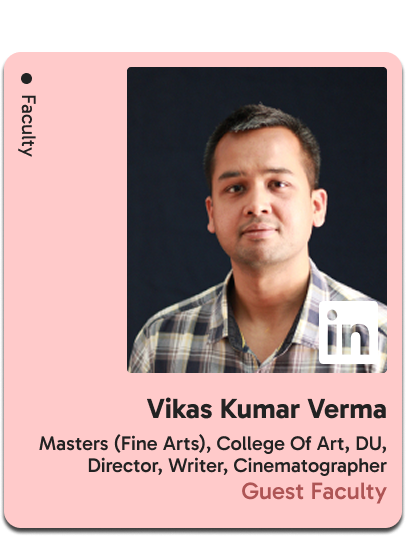 Faculty
in
Vikas Kumar Verma
Masters (Fine Arts), College Of Art, DU,
Director, Writer, Cinematographer
Guest Faculty